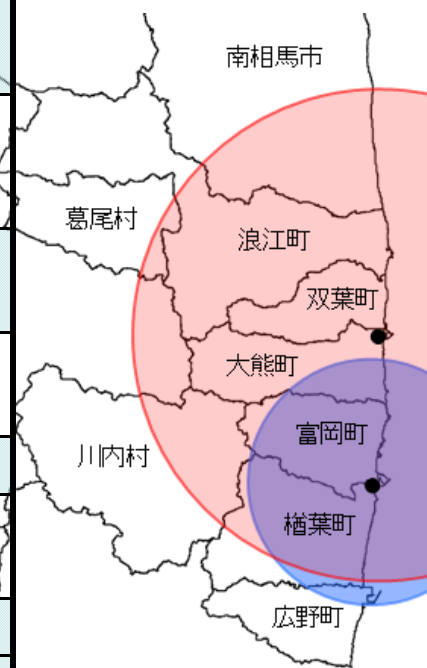 南相馬市
葛尾村
浪江町
双葉町
大熊町
富岡町
川内村
楢葉町
広野町